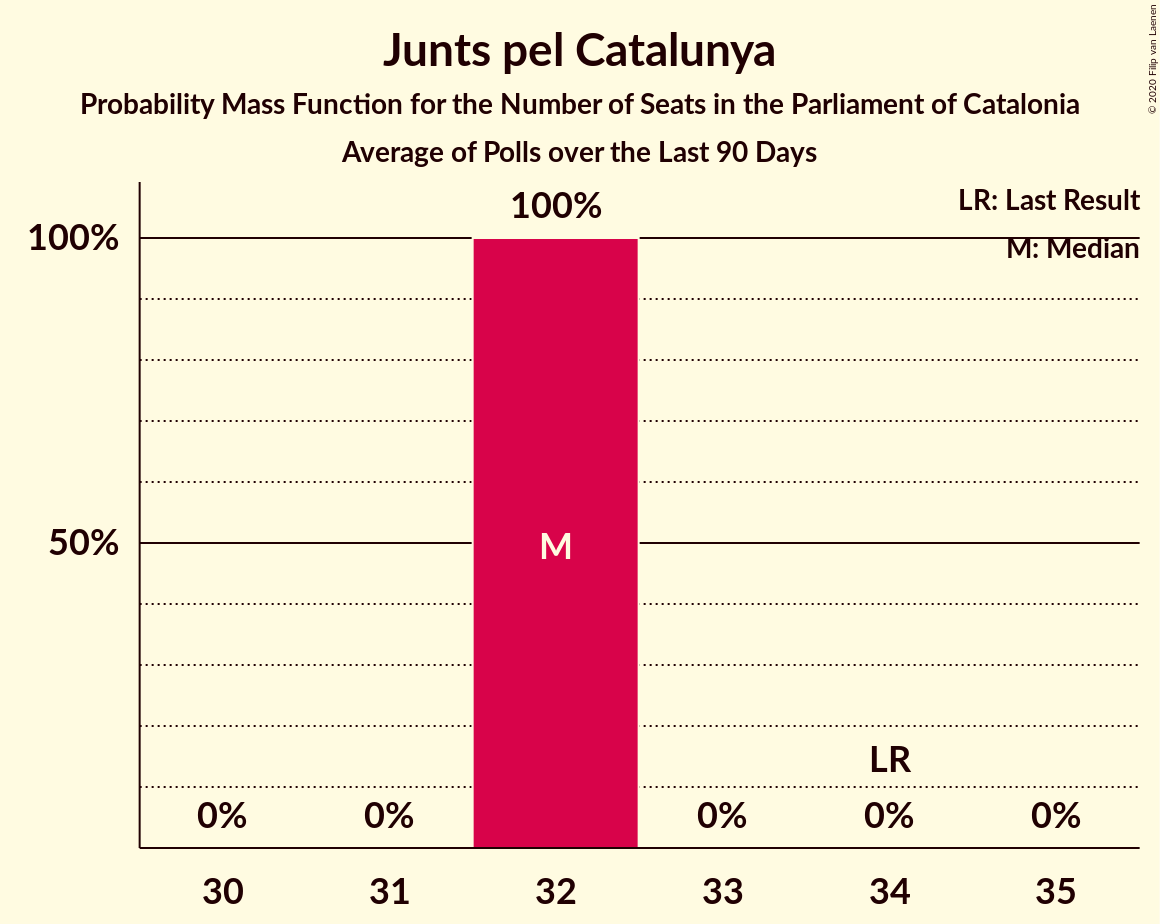 Junts pel Catalunya
Probability Mass Function for the Number of Seats in the Parliament of Catalonia
Average of Polls over the Last 90 Days
© 2020 Filip van Laenen
LR: Last Result
M: Median
100%
100%
50%
M
LR
0%
0%
0%
0%
0%
30
31
32
33
34
35